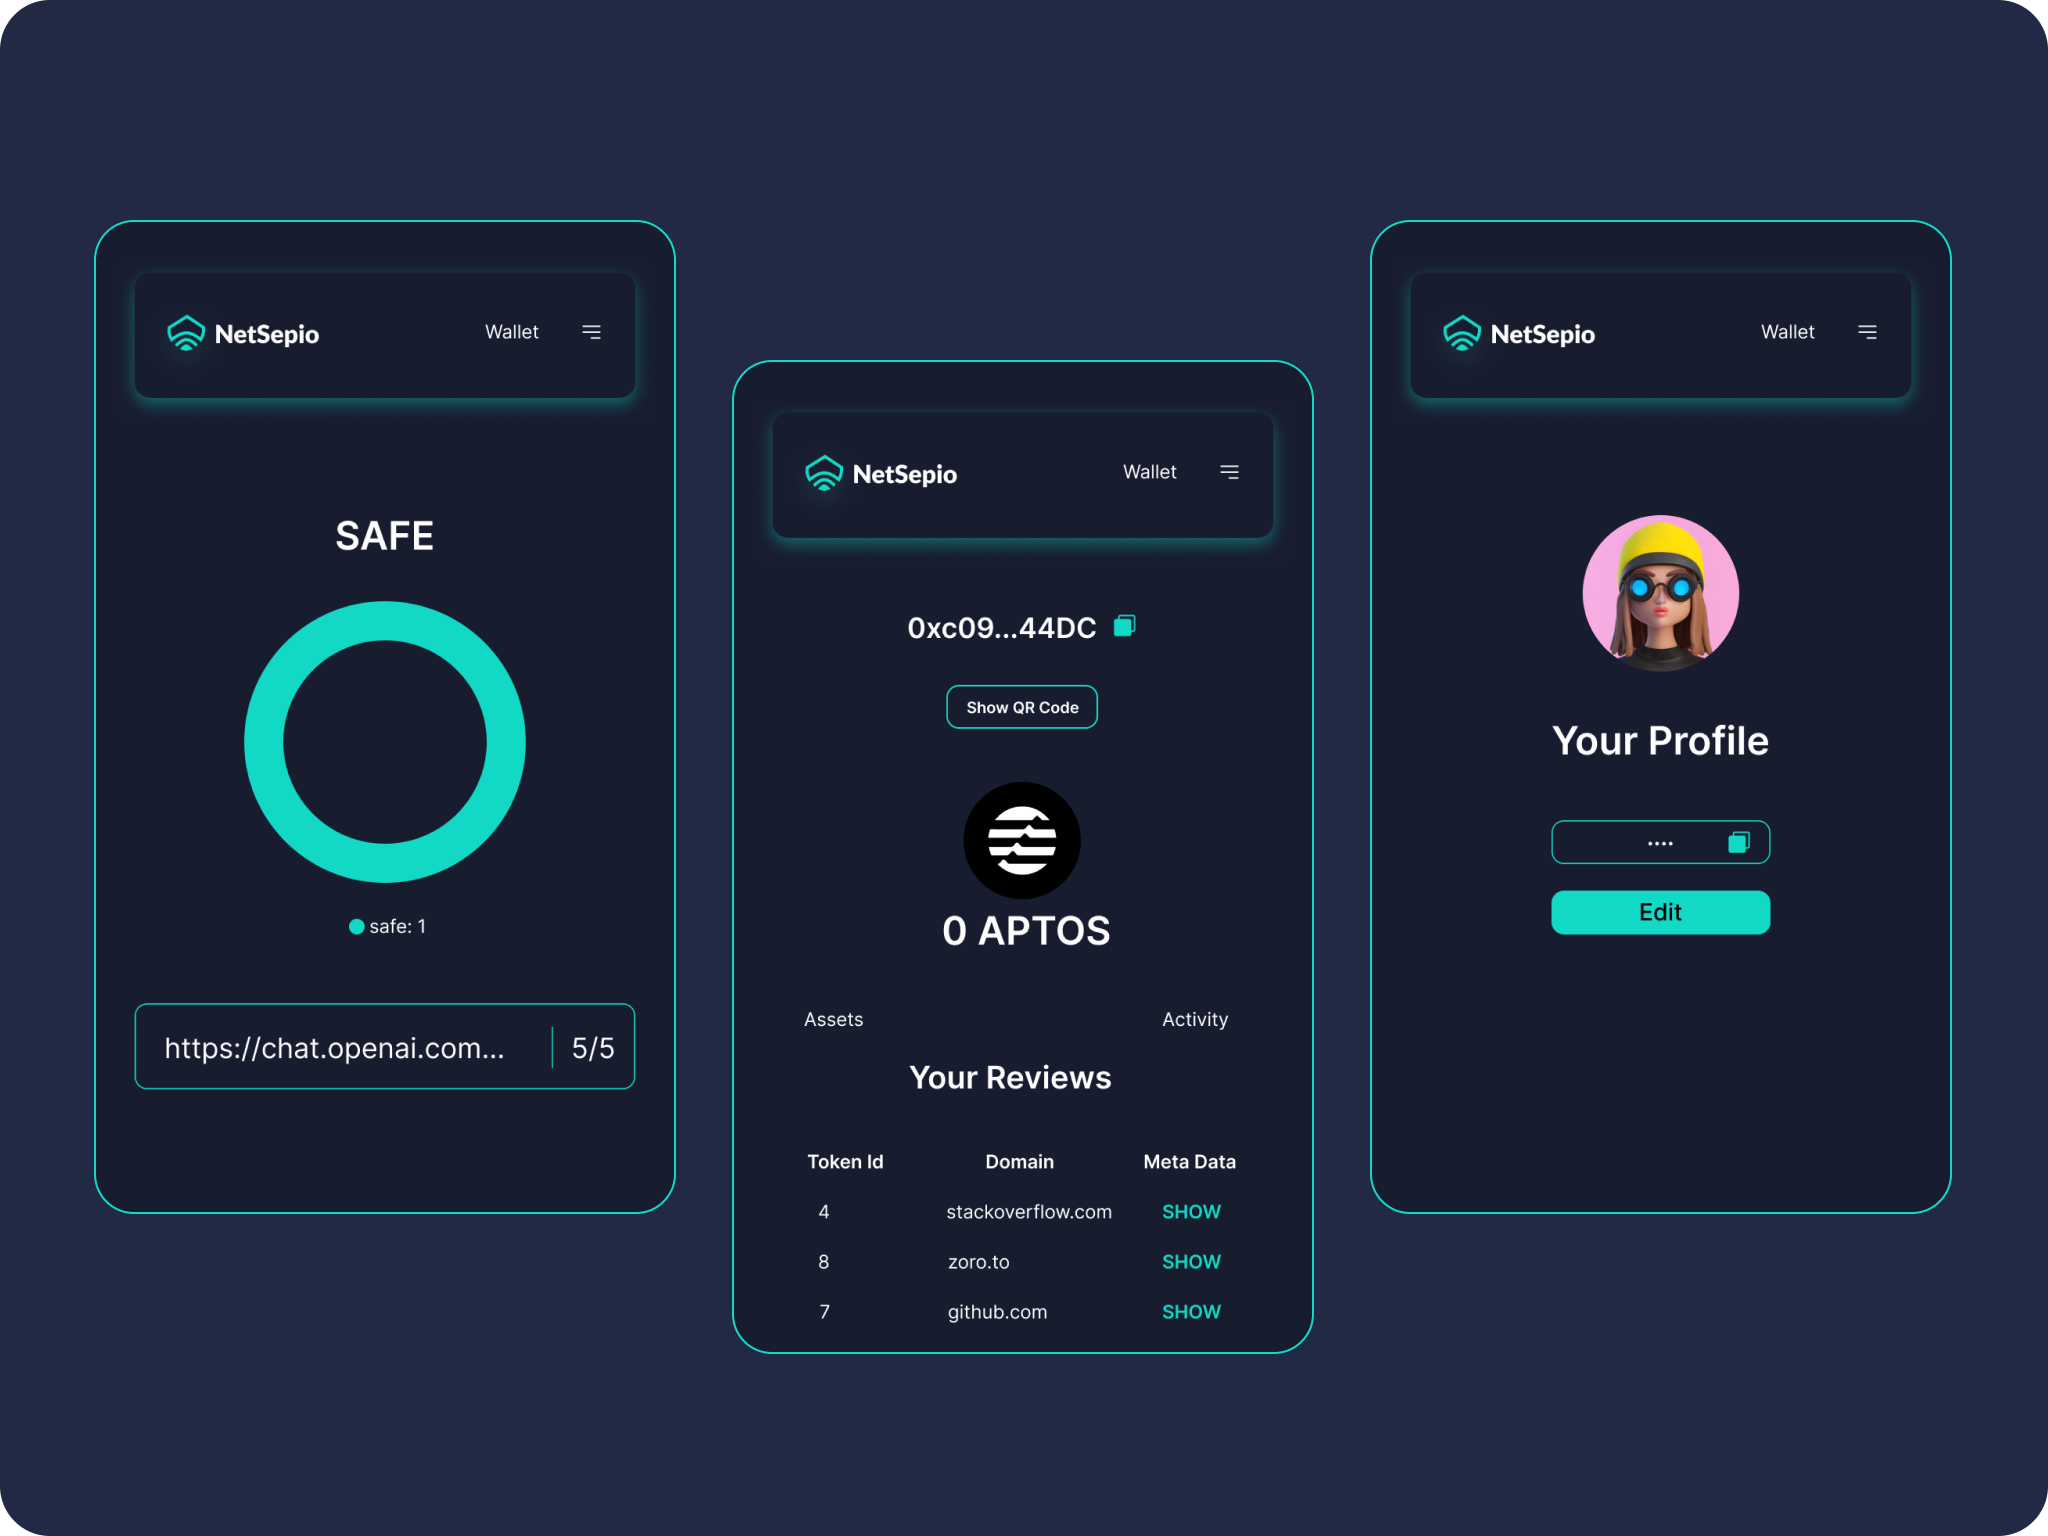 NetSepio Wallet
SAFE
safe: 1
https://chat.openai.com... 5/5
NetSepio Wallet
0xc09...44DC
Show QR Code
0 APTOS
Assets Activity
Your Reviews
Token Id Domain Meta Data
4 stackoverflow.com SHOW
8 zoro.to SHOW
7 github.com SHOW
NetSepio Wallet
Your Profile
....
Edit